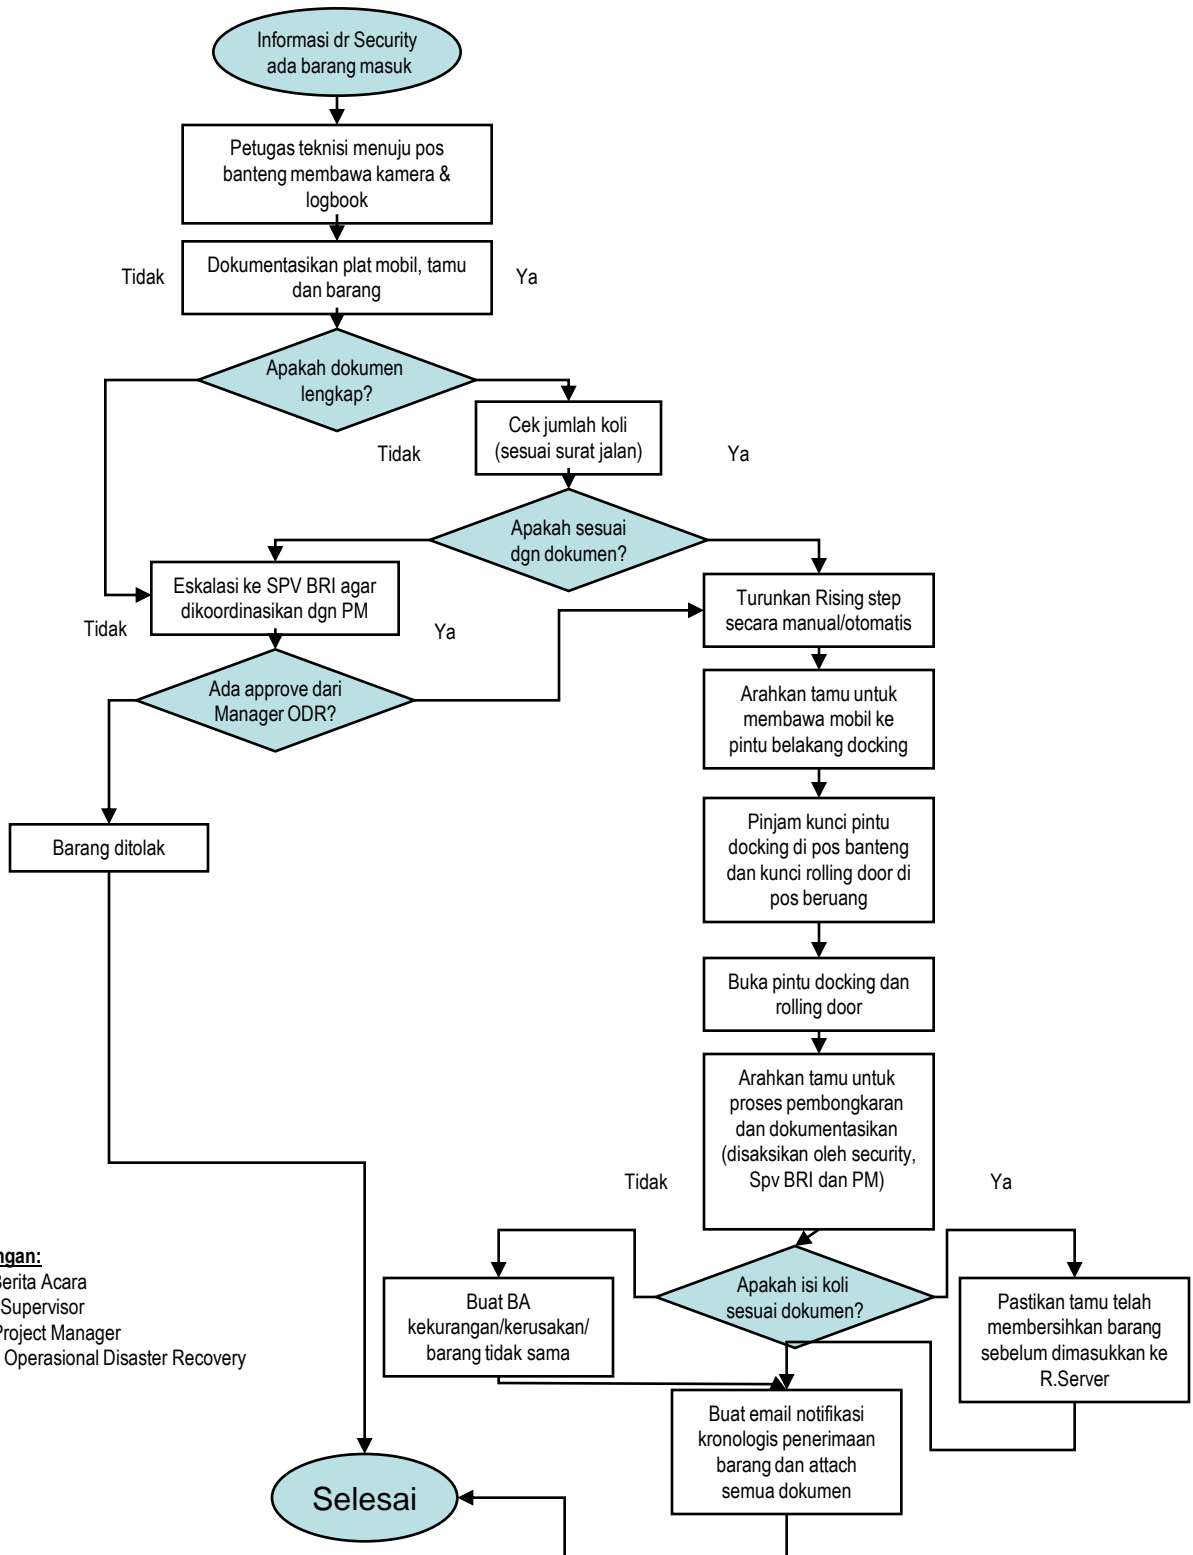 Informasi dr Security
ada barang masuk
Petugas teknisi menuju pos
banteng membawa kamera &
logbook
Tidak
Dokumentasikan plat mobil, tamu
dan barang
Ya
Apakah dokumen
lengkap?
Tidak
Cek jumlah koli
(sesuai surat jalan)
Ya
Apakah sesuai
dgn dokumen?
Eskalasi ke SPV BRI agar
dikoordinasikan dgn PM
Turunkan Rising step
secara manual/otomatis
Tidak
Ya
Ada approve dari
Manager ODR?
Arahkan tamu untuk
membawa mobil ke
pintu belakang docking
Barang ditolak
Pinjam kunci pintu
docking di pos banteng
dan kunci rolling door di
pos beruang
Buka pintu docking dan
rolling door
Arahkan tamu untuk
proses pembongkaran
dan dokumentasikan
(disaksikan oleh security,
Spv BRI dan PM)
Tidak
Ya
Apakah isi koli
sesuai dokumen?
Buat BA
kekurangan/kerusakan/
barang tidak sama
Pastikan tamu telah
membersihkan barang
sebelum dimasukkan ke
R.Server
ngan:
Berita Acara
Supervisor
Project Manager
Operasional Disaster Recovery
Buat email notifikasi
kronologis penerimaan
barang dan attach
semua dokumen
Selesai